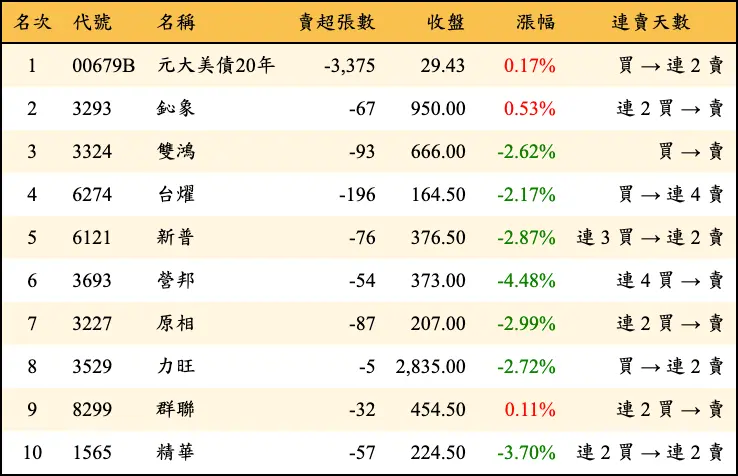 名次 代號 名稱 賣超張數 收盤 漲幅 連賣天數
1 00679B 元大美債20年 -3,375 29.43 0.17% 買 → 連 2 賣
2 3293 鈊象 -67 950.00 0.53% 連 2 買 → 賣
3 3324 雙鴻 -93 666.00 -2.62% 買 → 賣
4 6274 台燿 -196 164.50 -2.17% 買 → 連 4 賣
5 6121 新普 -76 376.50 -2.87% 連 3 買 → 連 2 賣
6 3693 營邦 -54 373.00 -4.48% 連 4 買 → 賣
7 3227 原相 -87 207.00 -2.99% 連 2 買 → 賣
8 3529 力旺 -5 2,835.00 -2.72% 買 → 連 2 賣
9 8299 群聯 -32 454.50 0.11% 連 2 買 → 賣
10 1565 精華 -57 224.50 -3.70% 連 2 買 → 連 2 賣